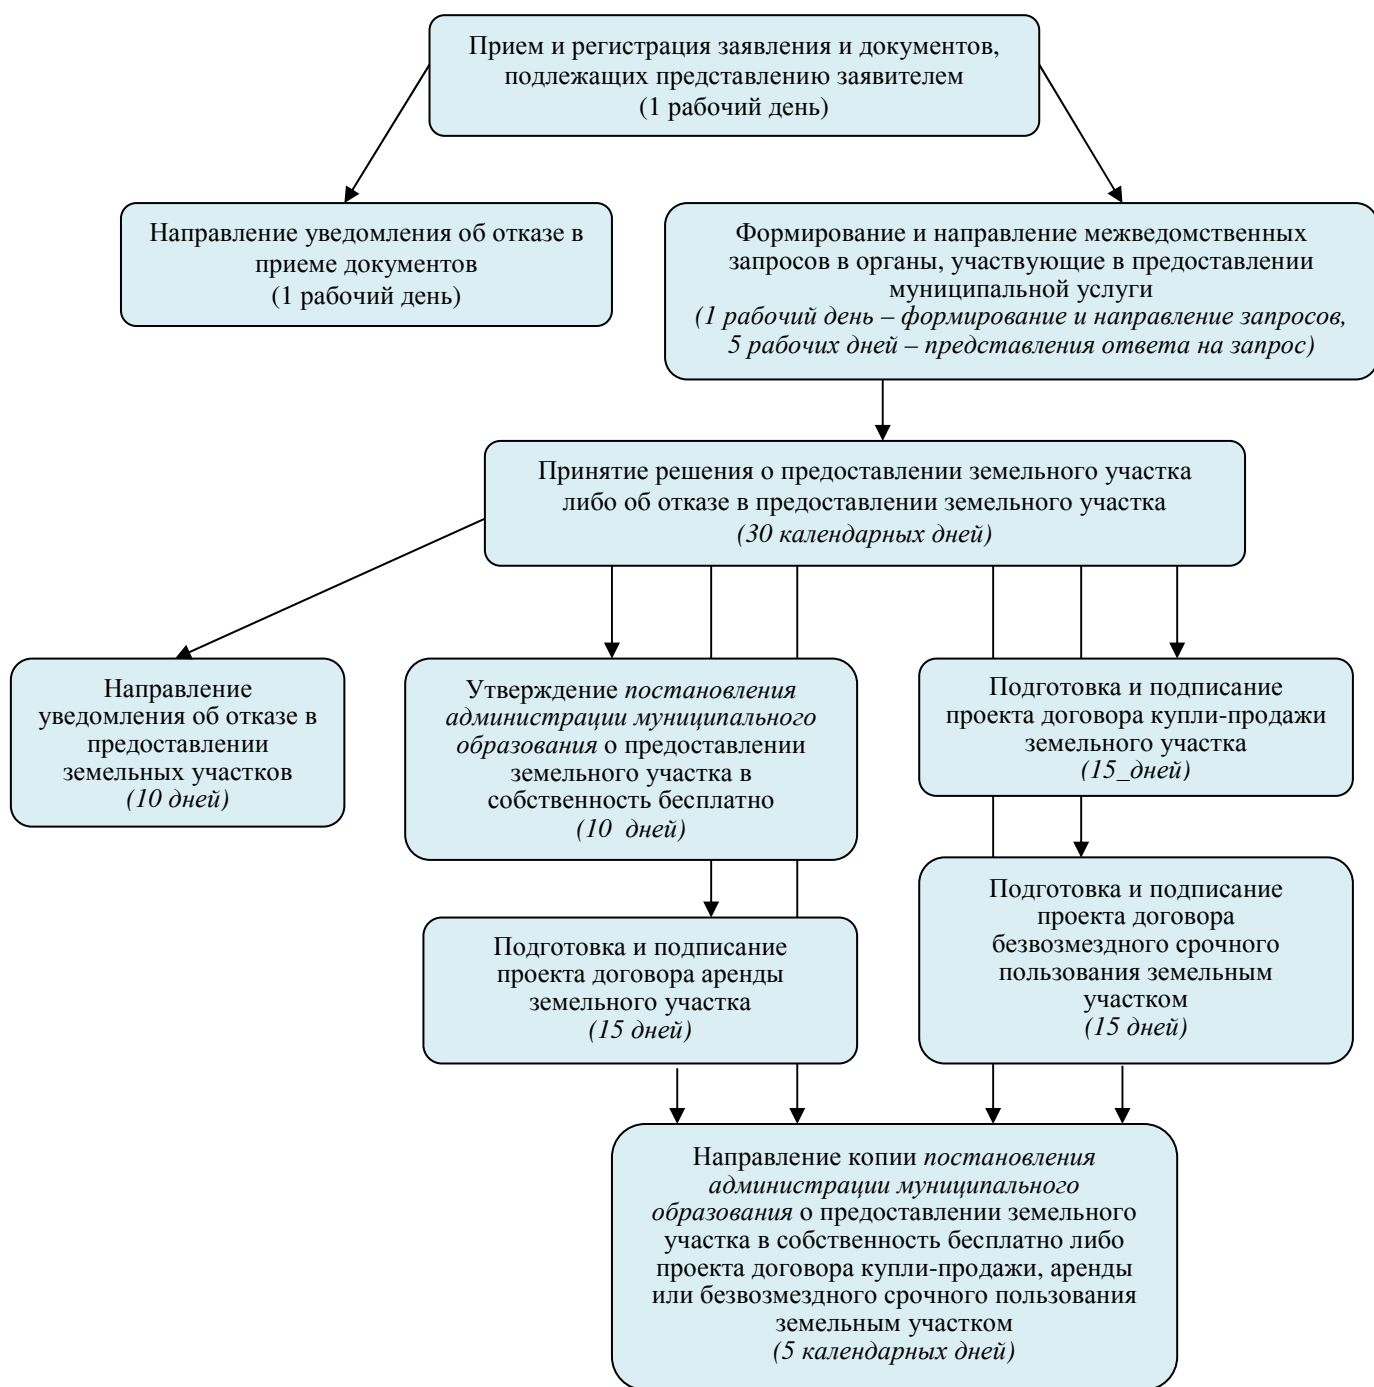 Прием и регистрация заявления и документов,
подлежащих представлению заявителем
(1 рабочий день)
Направление уведомления об отказе в
приеме документов
(1 рабочий день)
Формирование и направление межведомственных
запросов в органы, участвующие в предоставлении
муниципальной услуги
(1 рабочий день – формирование и направление запросов,
5 рабочих дней – представления ответа на запрос)
Принятие решения о предоставлении земельного участка
либо об отказе в предоставлении земельного участка
(30 календарных дней)
Направление
уведомления об отказе в
предоставлении
земельных участков
(10 дней)
Утверждение постановления
администрации муниципального
образования о предоставлении
земельного участка в
собственность бесплатно
(10  дней)
Подготовка и подписание
проекта договора купли-продажи
земельного участка
(15_дней)
Подготовка и подписание
проекта договора аренды
земельного участка
(15 дней)
Подготовка и подписание
проекта договора
безвозмездного срочного
пользования земельным
участком
(15 дней)
Направление копии постановления
администрации муниципального
образования о предоставлении земельного
участка в собственность бесплатно либо
проекта договора купли-продажи, аренды
или безвозмездного срочного пользования
земельным участком
(5 календарных дней)